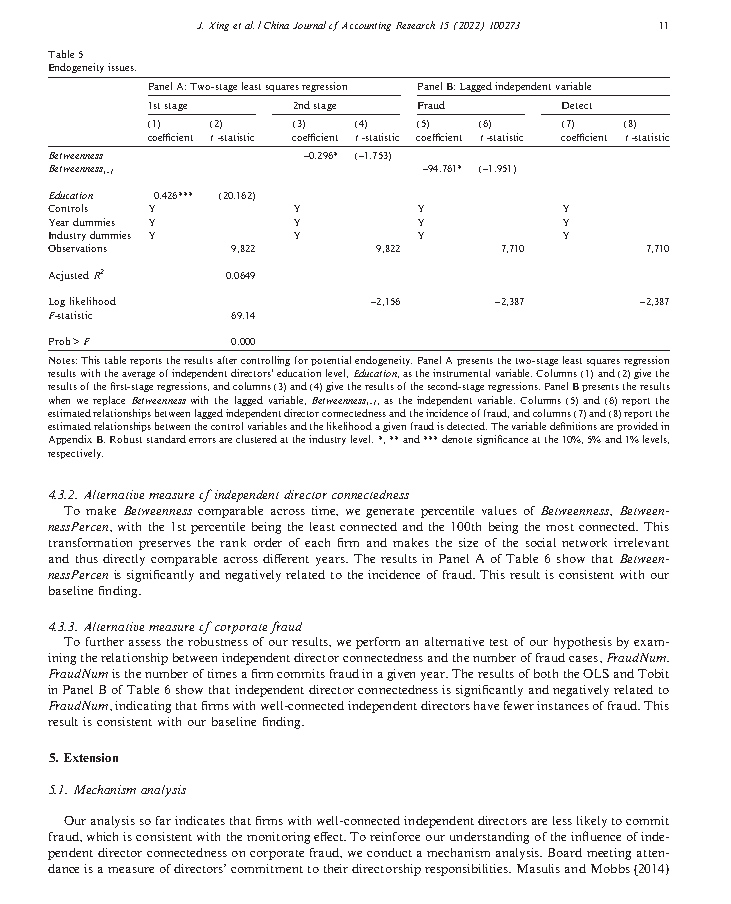 J. Xing et al. / China Journal of Accounting Research 15 (2022) 100273 11
Table 5
Endogeneity issues.
Panel A: Two-stage least squares regression Panel B: Lagged independent variable
1st stage 2nd stage Fraud Detect
(1) (2) (3) (4) (5) (6) (7) (8)
coefficient t-statistic coefficient t-statistic coefficient t-statistic coefficient t-statistic
Betweenness −0.296* (−1.753)
Betweennessₜ₋₁ −94.761* (−1.951)
Education 0.426*** (20.162)
Controls Y Y Y Y
Year dummies Y Y Y Y
Industry dummies Y Y Y Y
Observations 9,822 9,822 7,710 7,710
Adjusted R² 0.0649
Log likelihood −2,156 −2,387 −2,387
F-statistic 69.14
Prob > F 0.000
Notes: This table reports the results after controlling for potential endogeneity. Panel A presents the two-stage least squares regression
results with the average of independent directors' education level, Education, as the instrumental variable. Columns (1) and (2) give the
results of the first-stage regressions, and columns (3) and (4) give the results of the second-stage regressions. Panel B presents the results
when we replace Betweenness with the lagged variable, Betweennessₜ₋₁, as the independent variable. Columns (5) and (6) report the
estimated relationships between lagged independent director connectedness and the incidence of fraud, and columns (7) and (8) report the
estimated relationships between the control variables and the likelihood a given fraud is detected. The variable definitions are provided in
Appendix B. Robust standard errors are clustered at the industry level. *, ** and *** denote significance at the 10%, 5% and 1% levels,
respectively.
4.3.2. Alternative measure of independent director connectedness
To make Betweenness comparable across time, we generate percentile values of Betweenness, Between-
nessPercen, with the 1st percentile being the least connected and the 100th being the most connected. This
transformation preserves the rank order of each firm and makes the size of the social network irrelevant
and thus directly comparable across different years. The results in Panel A of Table 6 show that Between-
nessPercen is significantly and negatively related to the incidence of fraud. This result is consistent with our
baseline finding.
4.3.3. Alternative measure of corporate fraud
To further assess the robustness of our results, we perform an alternative test of our hypothesis by exam-
ining the relationship between independent director connectedness and the number of fraud cases, FraudNum.
FraudNum is the number of times a firm commits fraud in a given year. The results of both the OLS and Tobit
in Panel B of Table 6 show that independent director connectedness is significantly and negatively related to
FraudNum, indicating that firms with well-connected independent directors have fewer instances of fraud. This
result is consistent with our baseline finding.
5. Extension
5.1. Mechanism analysis
Our analysis so far indicates that firms with well-connected independent directors are less likely to commit
fraud, which is consistent with the monitoring effect. To reinforce our understanding of the influence of inde-
pendent director connectedness on corporate fraud, we conduct a mechanism analysis. Board meeting atten-
dance is a measure of directors' commitment to their directorship responsibilities. Masulis and Mobbs (2014)